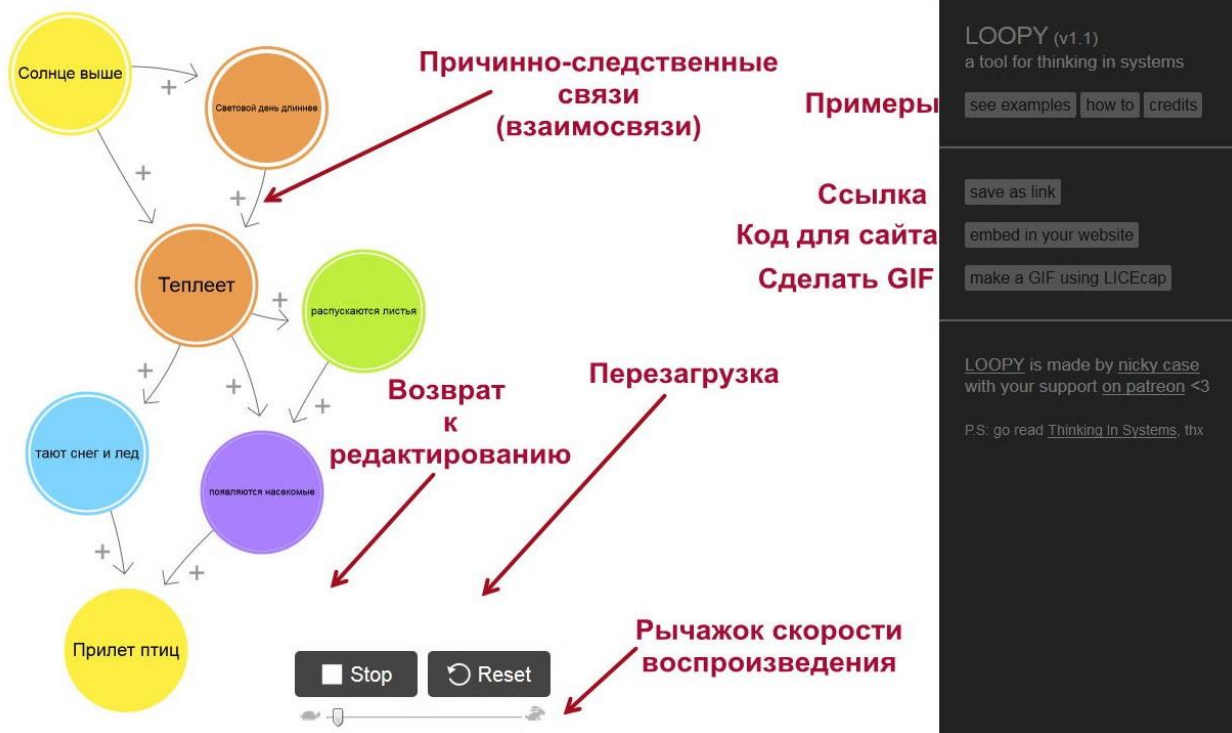 Солнце выше
Световой день длиннее
+
+
+
Теплеет
+
распускаются листья
+
+
+
тают снег и лед
появляются насекомые
+
+
Прилет птиц
Причинно-следственные
связи
(взаимосвязи)
Возврат
к
редактированию
Перезагрузка
Рычажок скорости
воспроизведения
Stop
Reset
Примеры
Ссылка
Код для сайта
Сделать GIF
LOOPY (v1.1)
a tool for thinking in systems
see examples how to credits
save as link
embed in your website
make a GIF using LICEcap
LOOPY is made by nicky case
with your support on patreon <3
P.S: go read Thinking In Systems, thx